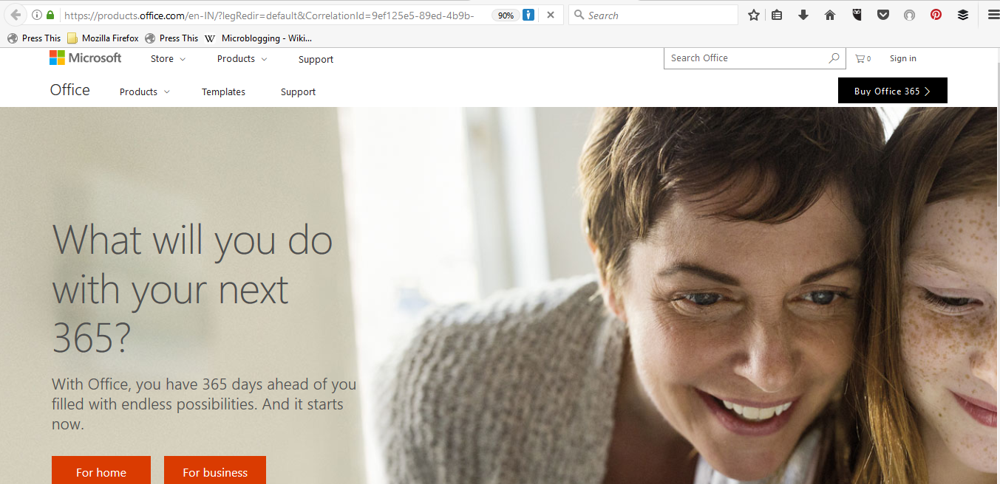 https://products.office.com/en-IN/?legRedir=default&CorrelationId=9ef125e5-89ed-4b9b-
90%
Search
Press This
Mozilla Firefox
Press This
W
Microblogging - Wiki...
Microsoft
Store
Products
Support
Search Office
0
Sign in
Office
Products
Templates
Support
Buy Office 365
What will you do
with your next
365?
With Office, you have 365 days ahead of you
filled with endless possibilities. And it starts
now.
For home
For business